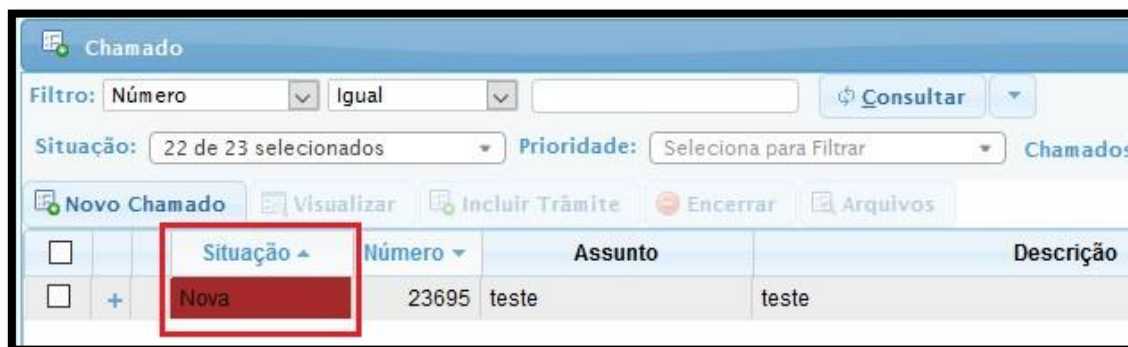 Chamado
Filtro: Número Igual Consultar
Situação: 22 de 23 selecionados Prioridade: Seleciona para Filtrar Chamados
Novo Chamado Visualizar Incluir Trâmite Encerrar Arquivos
Situação Número Assunto Descrição
Nova 23695 teste teste